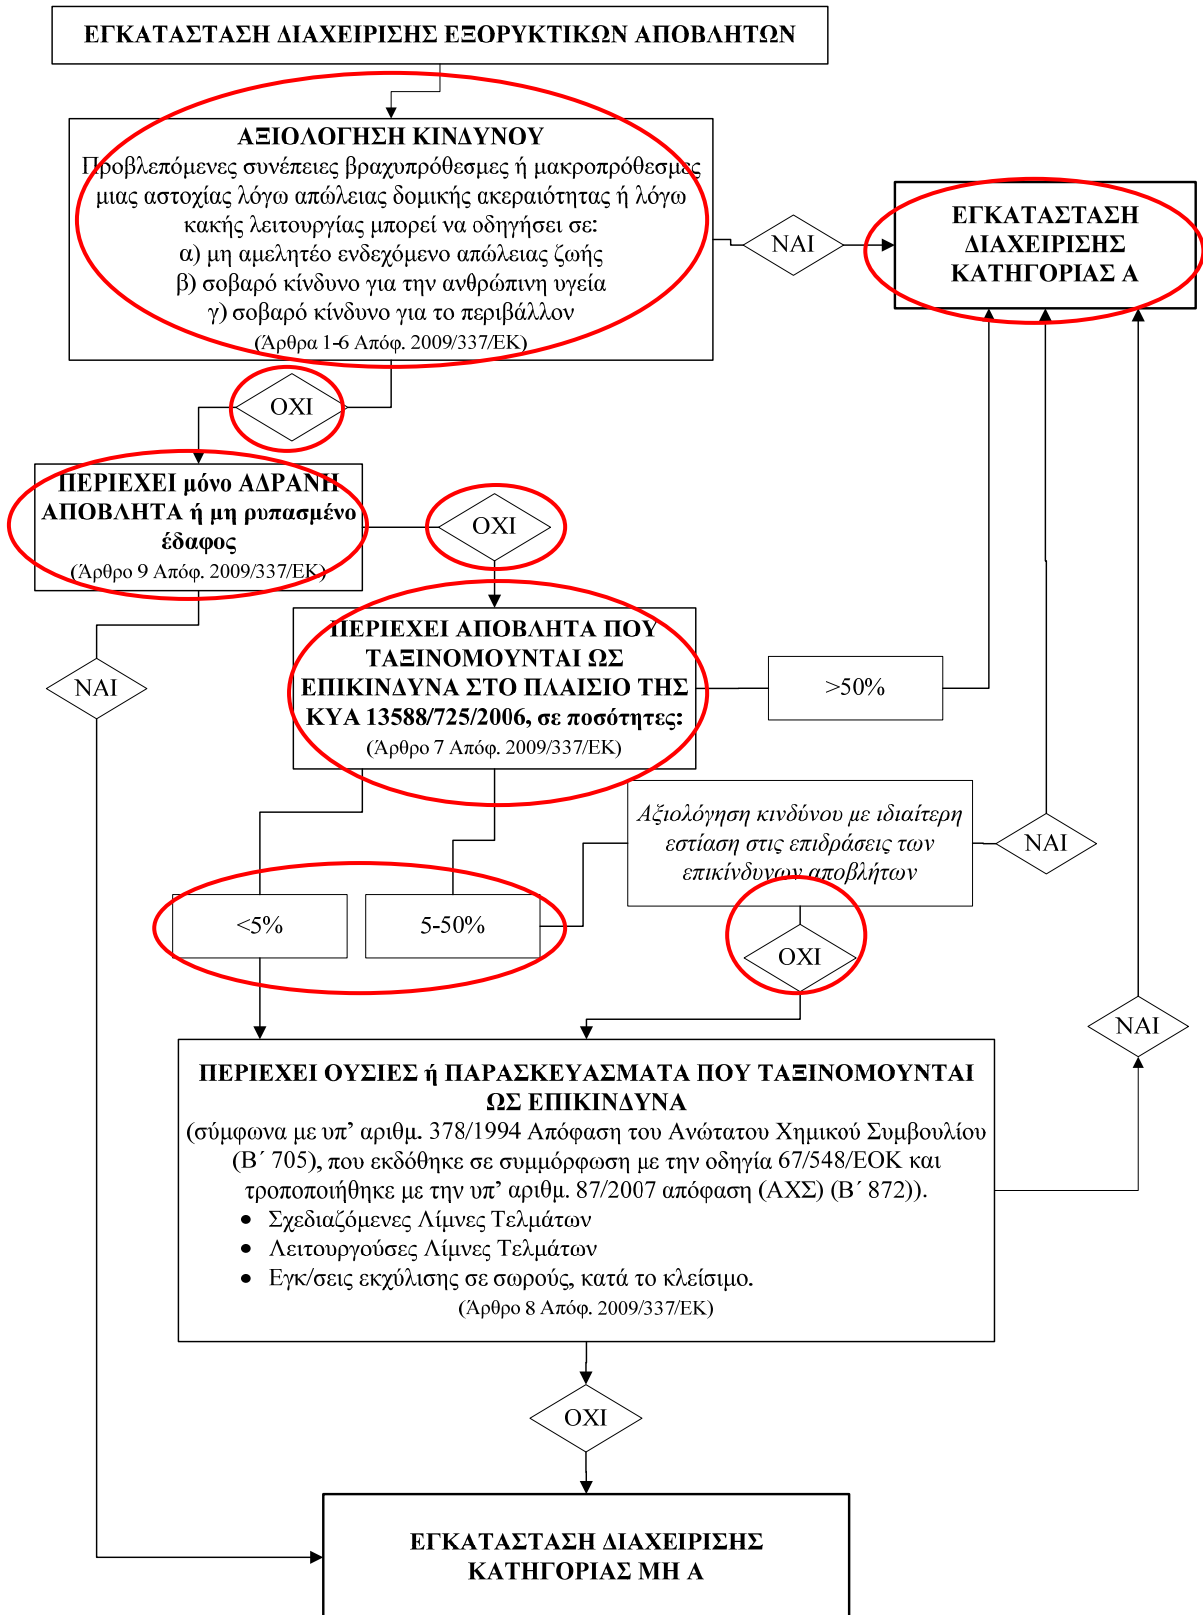 ΕΓΚΑΤΑΣΤΑΣΗ ΔΙΑΧΕΙΡΙΣΗΣ ΕΞΟΡΥΚΤΙΚΩΝ ΑΠΟΒΛΗΤΩΝ
ΑΞΙΟΛΟΓΗΣΗ ΚΙΝΔΥΝΟΥ
Προβλεπόμενες συνέπειες βραχυπρόθεσμες ή μακροπρόθεσμες
μιας αστοχίας λόγω απώλειας δομικής ακεραιότητας ή λόγω
κακής λειτουργίας μπορεί να οδηγήσει σε:
α) μη αμελητέο ενδεχόμενο απώλειας ζωής
β) σοβαρό κίνδυνο για την ανθρώπινη υγεία
γ) σοβαρό κίνδυνο για το περιβάλλον
(Άρθρα 1-6 Απόφ. 2009/337/ΕΚ)
ΝΑΙ
ΕΓΚΑΤΑΣΤΑΣΗ
ΔΙΑΧΕΙΡΙΣΗΣ
ΚΑΤΗΓΟΡΙΑΣ Α
ΟΧΙ
ΠΕΡΙΕΧΕΙ μόνο ΑΔΡΑΝΗ
ΑΠΟΒΛΗΤΑ ή μη ρυπασμένο
έδαφος
(Άρθρο 9 Απόφ. 2009/337/ΕΚ)
ΟΧΙ
ΝΑΙ
ΠΕΡΙΕΧΕΙ ΑΠΟΒΛΗΤΑ ΠΟΥ
ΤΑΞΙΝΟΜΟΥΝΤΑΙ ΩΣ
ΕΠΙΚΙΝΔΥΝΑ ΣΤΟ ΠΛΑΙΣΙΟ ΤΗΣ
ΚΥΑ 13588/725/2006, σε ποσότητες:
(Άρθρο 7 Απόφ. 2009/337/ΕΚ)
>50%
Αξιολόγηση κινδύνου με ιδιαίτερη
εστίαση στις επιδράσεις των
επικίνδυνων αποβλήτων
ΝΑΙ
<5%
5-50%
ΟΧΙ
ΝΑΙ
ΠΕΡΙΕΧΕΙ ΟΥΣΙΕΣ ή ΠΑΡΑΣΚΕΥΑΣΜΑΤΑ ΠΟΥ ΤΑΞΙΝΟΜΟΥΝΤΑΙ
ΩΣ ΕΠΙΚΙΝΔΥΝΑ
(σύμφωνα με υπ’ αριθμ. 378/1994 Απόφαση του Ανώτατου Χημικού Συμβουλίου
(Β΄ 705), που εκδόθηκε σε συμμόρφωση με την οδηγία 67/548/ΕΟΚ και
τροποποιήθηκε με την υπ’ αριθμ. 87/2007 απόφαση (ΑΧΣ) (Β΄ 872)).
• Σχεδιαζόμενες Λίμνες Τελμάτων
• Λειτουργούσες Λίμνες Τελμάτων
• Εγκ/σεις εκχύλισης σε σωρούς, κατά το κλείσιμο.
(Άρθρο 8 Απόφ. 2009/337/ΕΚ)
ΟΧΙ
ΕΓΚΑΤΑΣΤΑΣΗ ΔΙΑΧΕΙΡΙΣΗΣ
ΚΑΤΗΓΟΡΙΑΣ ΜΗ Α